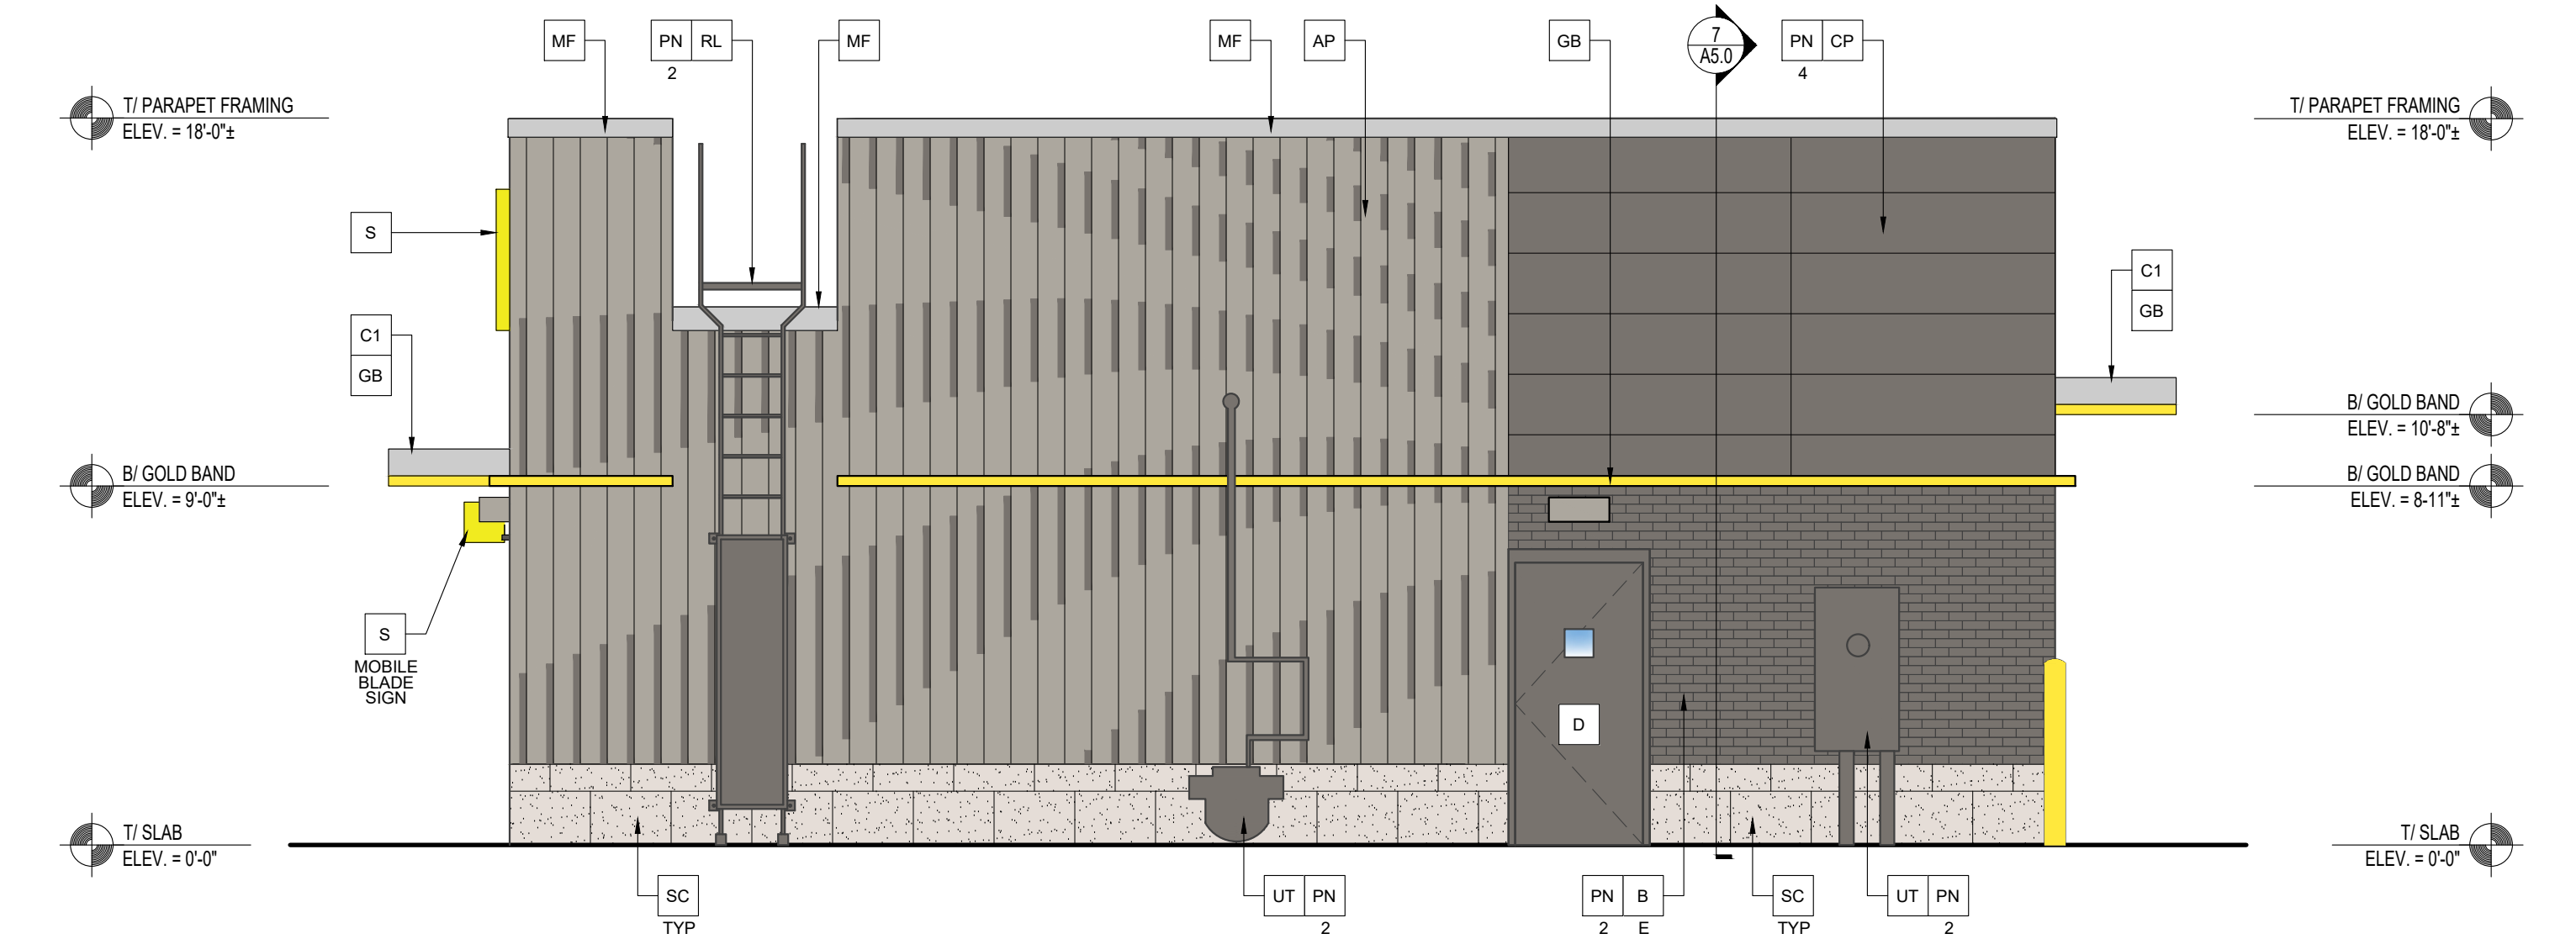 MF
PN RL
2
MF
MF
AP
GB
7
A5.0
PN CP
4
T/ PARAPET FRAMING
ELEV. = 18'-0"±
T/ PARAPET FRAMING
ELEV. = 18'-0"±
S
C1
GB
C1
GB
B/ GOLD BAND
ELEV. = 10'-8"±
B/ GOLD BAND
ELEV. = 9'-0"±
B/ GOLD BAND
ELEV. = 8-11"±
S
MOBILE
BLADE
SIGN
D
T/ SLAB
ELEV. = 0'-0"
T/ SLAB
ELEV. = 0'-0"
SC
TYP
UT PN
2
PN B
2 E
SC
TYP
UT PN
2